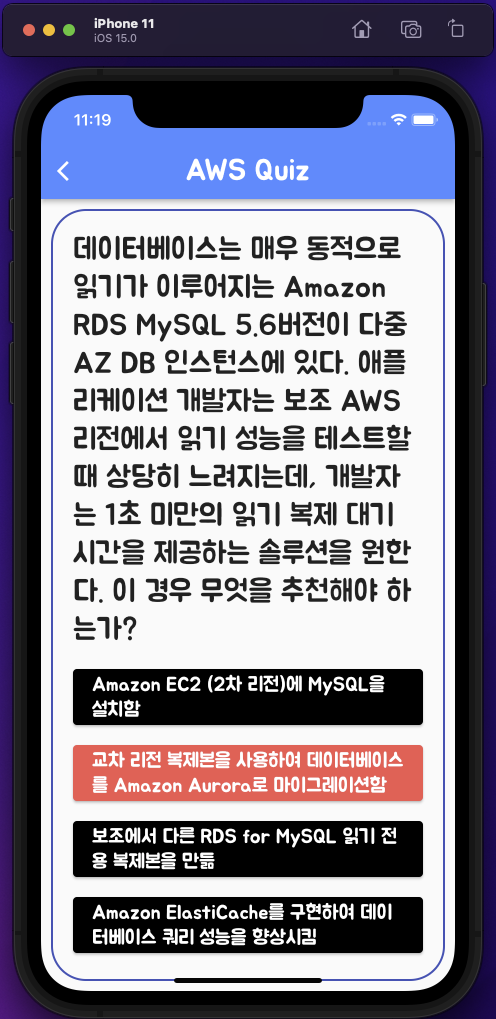 iPhone 11
iOS 15.0
11:19
AWS Quiz
데이터베이스는 매우 동적으로
읽기가 이루어지는 Amazon
RDS MySQL 5.6버전이 다중
AZ DB 인스턴스에 있다. 애플
리케이션 개발자는 보조 AWS
리전에서 읽기 성능을 테스트할
때 상당히 느려지는데, 개발자
는 1초 미만의 읽기 복제 대기
시간을 제공하는 솔루션을 원한
다. 이 경우 무엇을 추천해야 하
는가?
Amazon EC2 (2차 리전)에 MySQL을
설치함
교차 리전 복제본을 사용하여 데이터베이스
를 Amazon Aurora로 마이그레이션함
보조에서 다른 RDS for MySQL 읽기 전
용 복제본을 만듦
Amazon ElastiCache를 구현하여 데이
터베이스 쿼리 성능을 향상시킴